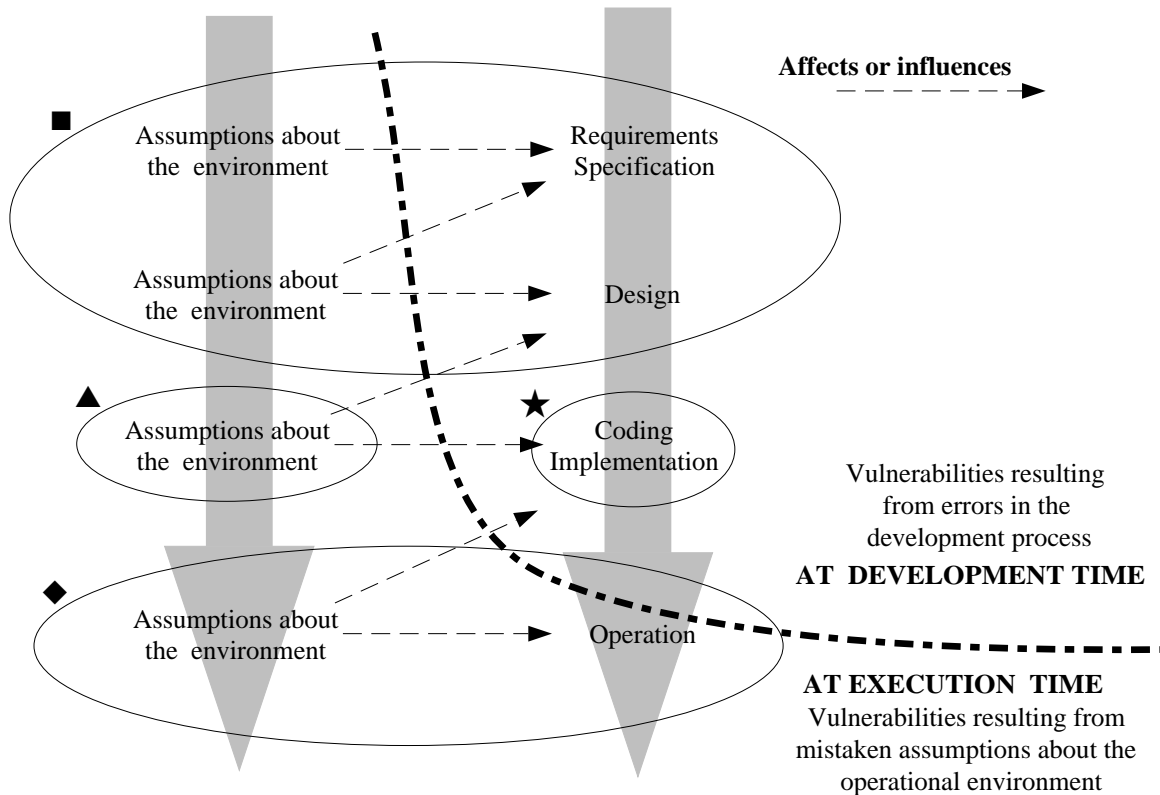 Affects or influences
Assumptions about
the environment
Requirements
Specification
Assumptions about
the environment
Design
Assumptions about
the environment
Coding
Implementation
Vulnerabilities resulting
from errors in the
development process
AT DEVELOPMENT TIME
Assumptions about
the environment
Operation
AT EXECUTION TIME
Vulnerabilities resulting from
mistaken assumptions about the
operational environment